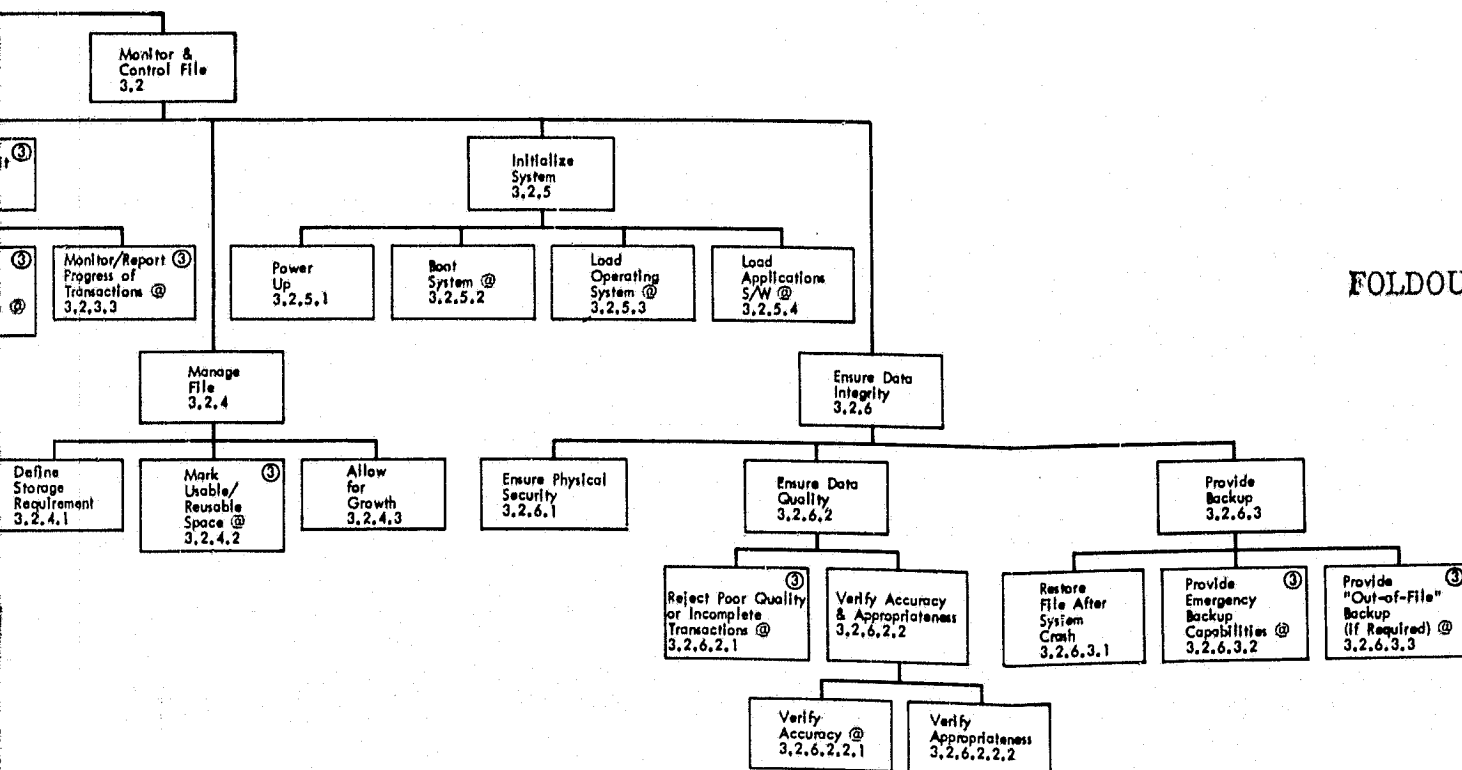 Monitor &
Control File
3.2
③
Initialize
System
3.2.5
③
@
Monitor/Report ③
Progress of
Transactions @
3.2.3.3
Power
Up
3.2.5.1
Boot
System @
3.2.5.2
Load
Operating
System @
3.2.5.3
Load
Applications
S/W @
3.2.5.4
FOLDOU
Manage
File
3.2.4
Ensure Data
Integrity
3.2.6
Define
Storage
Requirement
3.2.4.1
Mark ③
Usable/
Reusable
Space @
3.2.4.2
Allow
for
Growth
3.2.4.3
Ensure Physical
Security
3.2.6.1
Ensure Data
Quality
3.2.6.2
Provide
Backup
3.2.6.3
③
Reject Poor Quality
or Incomplete
Transactions @
3.2.6.2.1
Verify Accuracy
& Appropriateness
3.2.6.2.2
Restore
File After
System
Crash
3.2.6.3.1
Provide ③
Emergency
Backup
Capabilities @
3.2.6.3.2
Provide ③
"Out-of-File"
Backup
(if Required) @
3.2.6.3.3
Verify
Accuracy @
3.2.6.2.2.1
Verify
Appropriateness
3.2.6.2.2.2